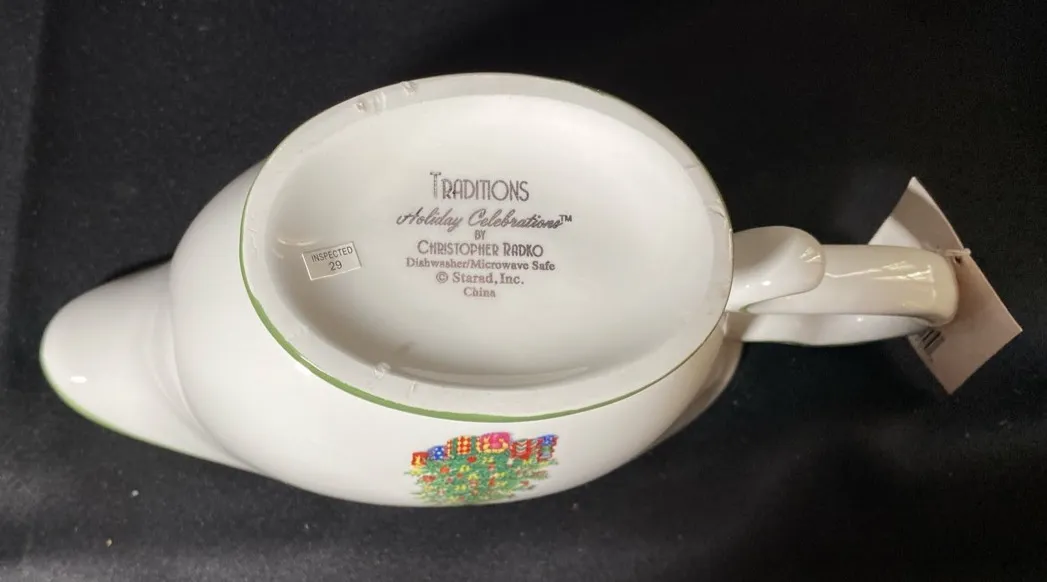 TRADITIONS
Holiday Celebrations™
BY
CHRISTOPHER RADKO
Dishwasher/Microwave Safe
© Starad, Inc.
China
INSPECTED
29